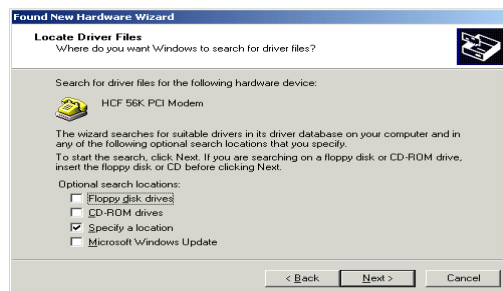 Found New Hardware Wizard
Locate Driver Files
Where do you want Windows to search for driver files?
Search for driver files for the following hardware device:
HCF 56K PCI Modem
The wizard searches for suitable drivers in its driver database on your computer and in
any of the following optional search locations that you specify.
To start the search, click Next. If you are searching on a floppy disk or CD-ROM drive,
insert the floppy disk or CD before clicking Next.
Optional search locations:
Floppy disk drives
CD-ROM drives
Specify a location
Microsoft Windows Update
< Back Next > Cancel